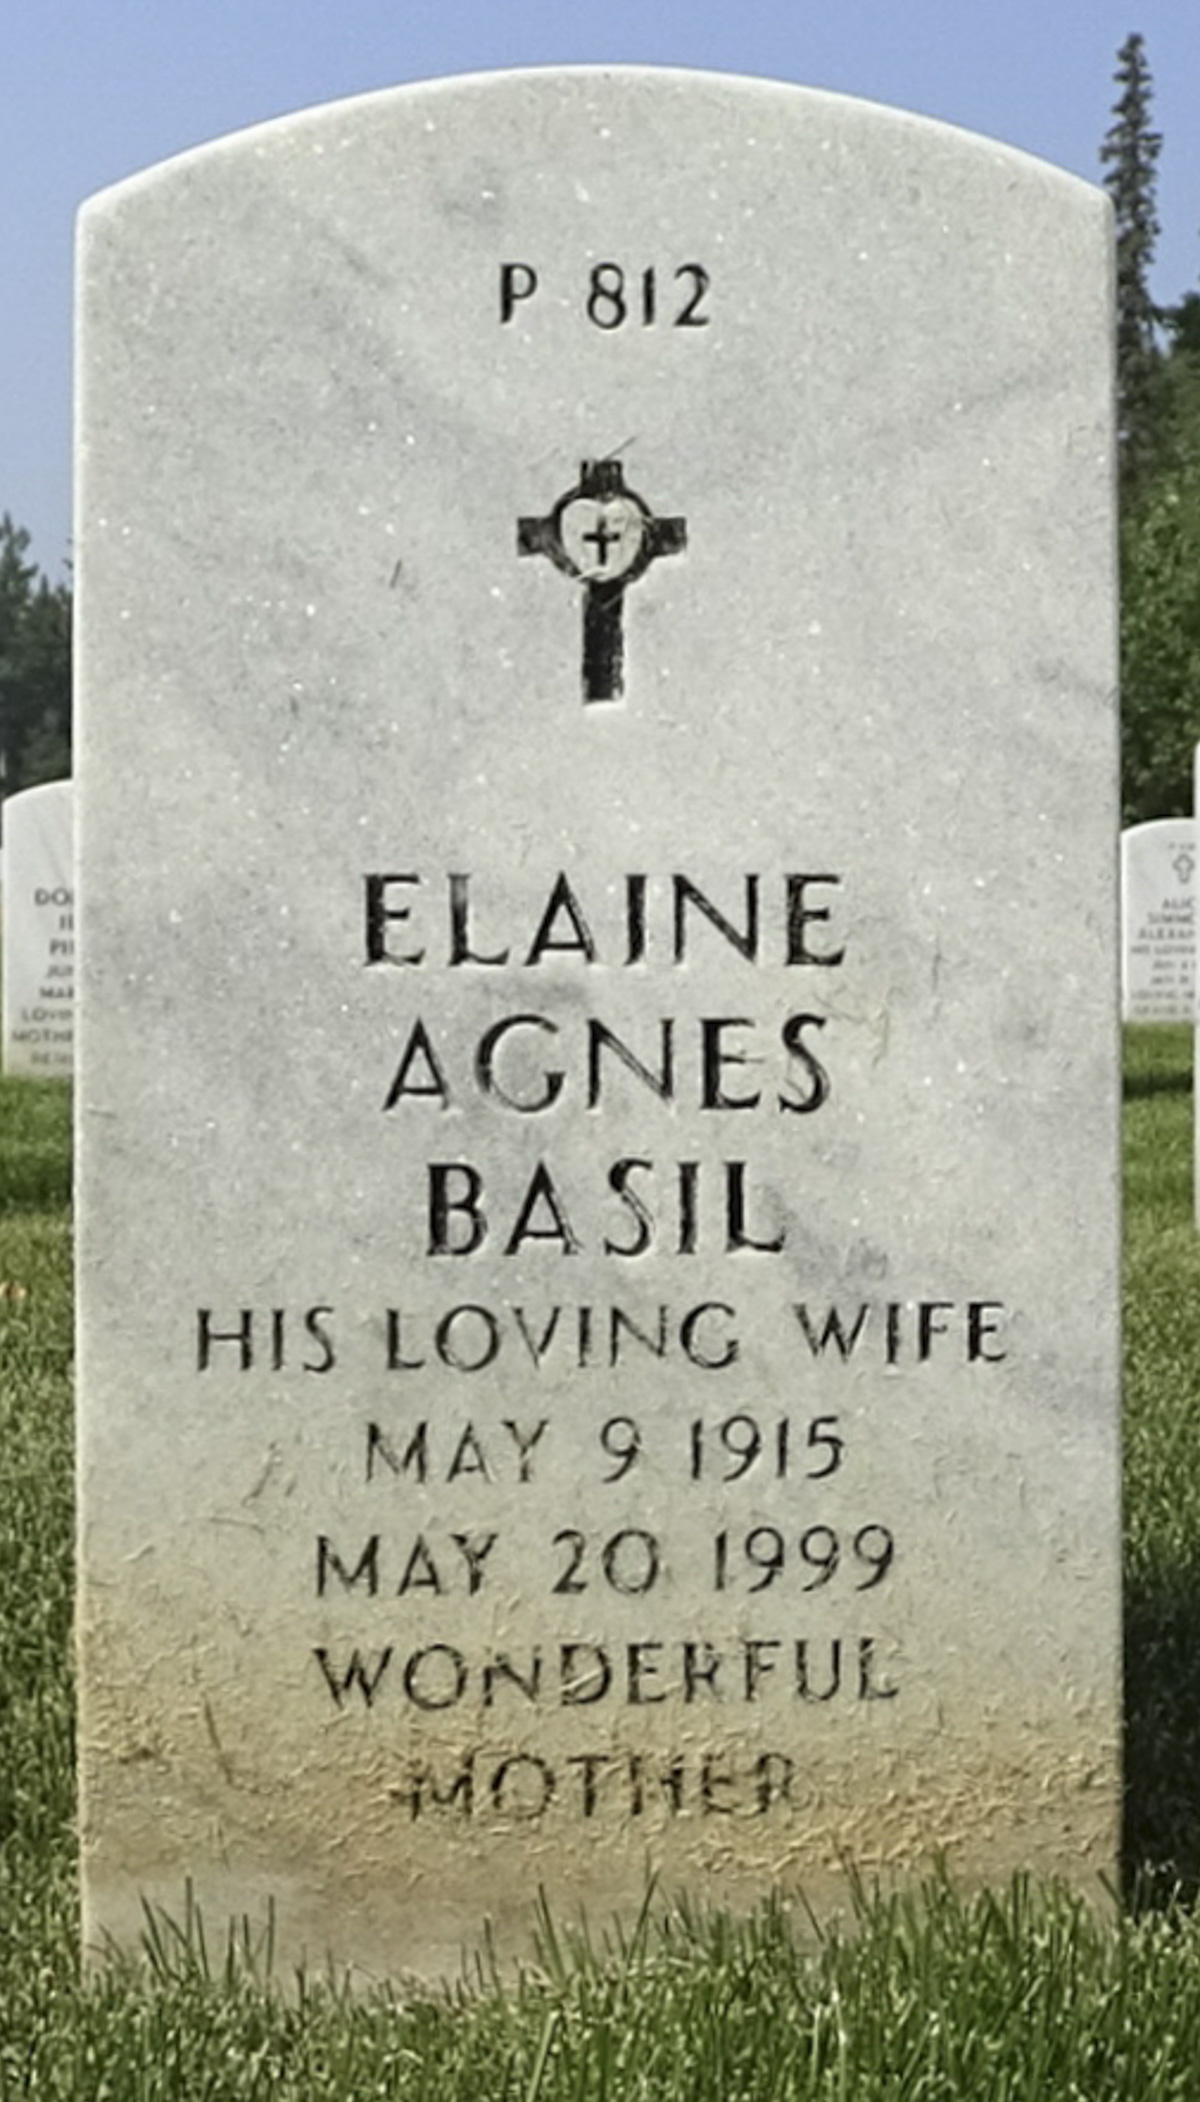 P 812
ELAINE
AGNES
BASIL
HIS LOVING WIFE
MAY 9 1915
MAY 20 1999
WONDERFUL
MOTHER